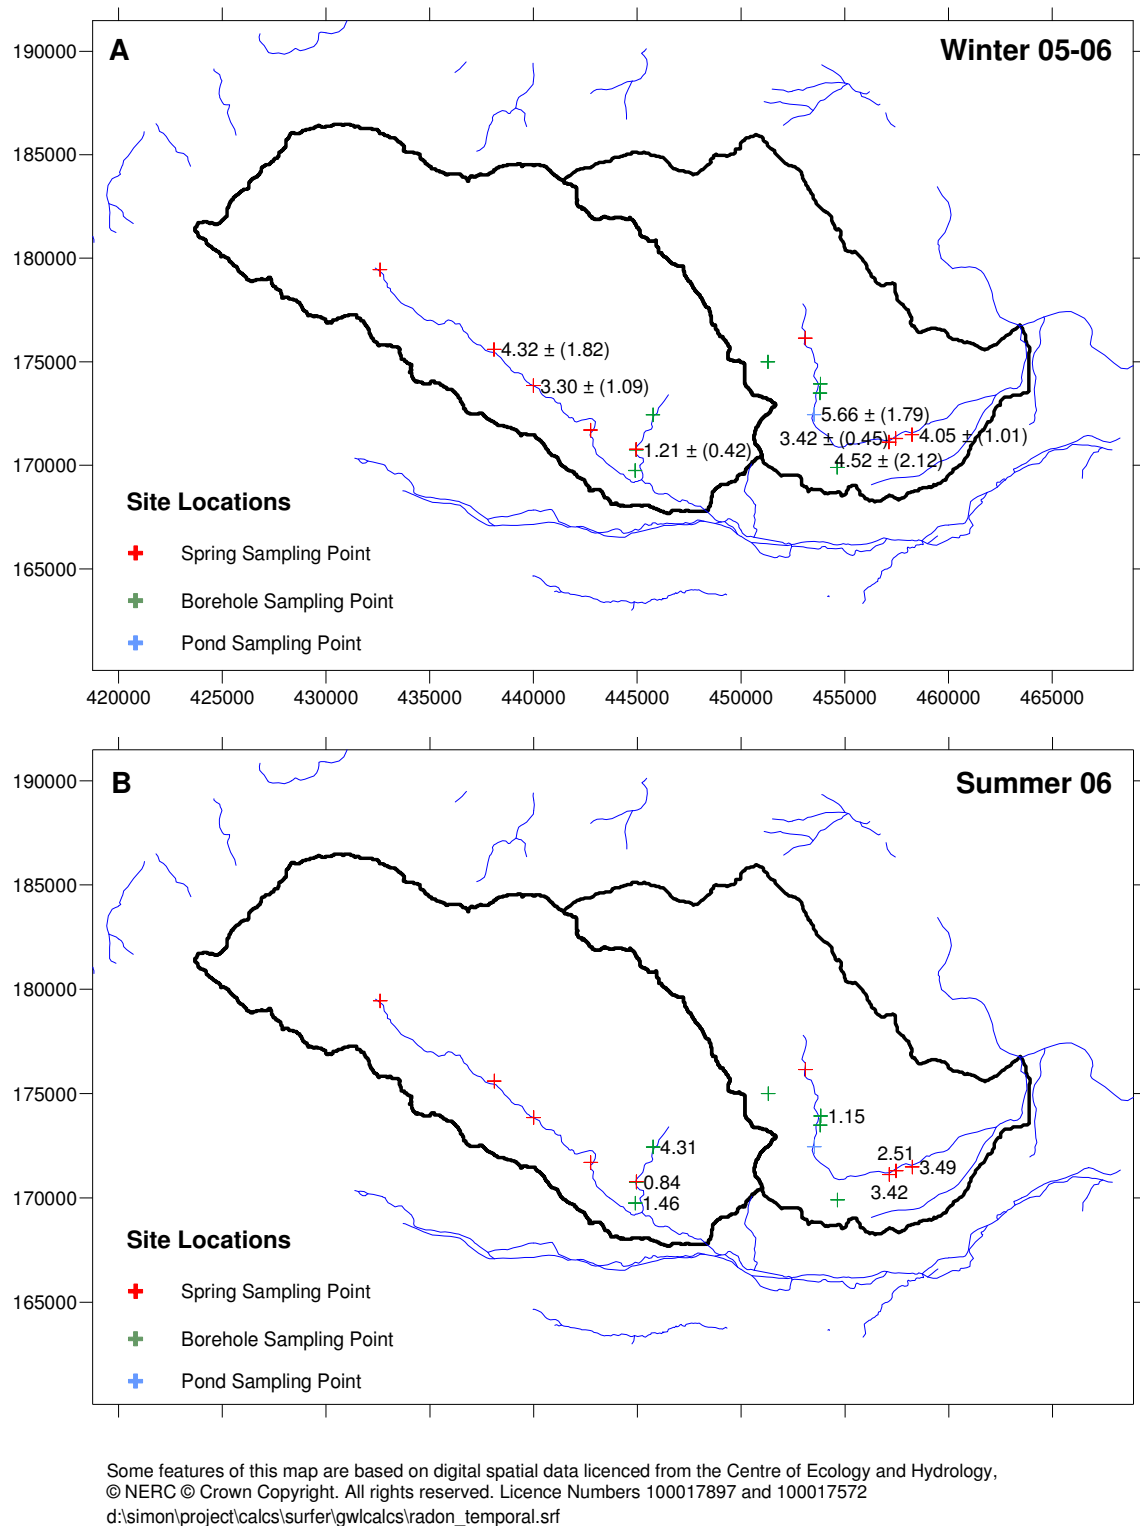 A
Winter 05-06
190000
185000
180000
175000
170000
165000
4.32 ± (1.82)
3.30 ± (1.09)
1.21 ± (0.42)
5.66 ± (1.79)
3.42 ± (0.45)
4.05 ± (1.01)
4.52 ± (2.12)
Site Locations
Spring Sampling Point
Borehole Sampling Point
Pond Sampling Point
420000 425000 430000 435000 440000 445000 450000 455000 460000 465000
B
Summer 06
190000
185000
180000
175000
170000
165000
1.15
4.31
2.51
3.49
0.84
3.42
1.46
Site Locations
Spring Sampling Point
Borehole Sampling Point
Pond Sampling Point
Some features of this map are based on digital spatial data licenced from the Centre of Ecology and Hydrology,
© NERC © Crown Copyright. All rights reserved. Licence Numbers 100017897 and 100017572
d:\simon\project\calcs\surfer\gwlcalcs\radon_temporal.srf